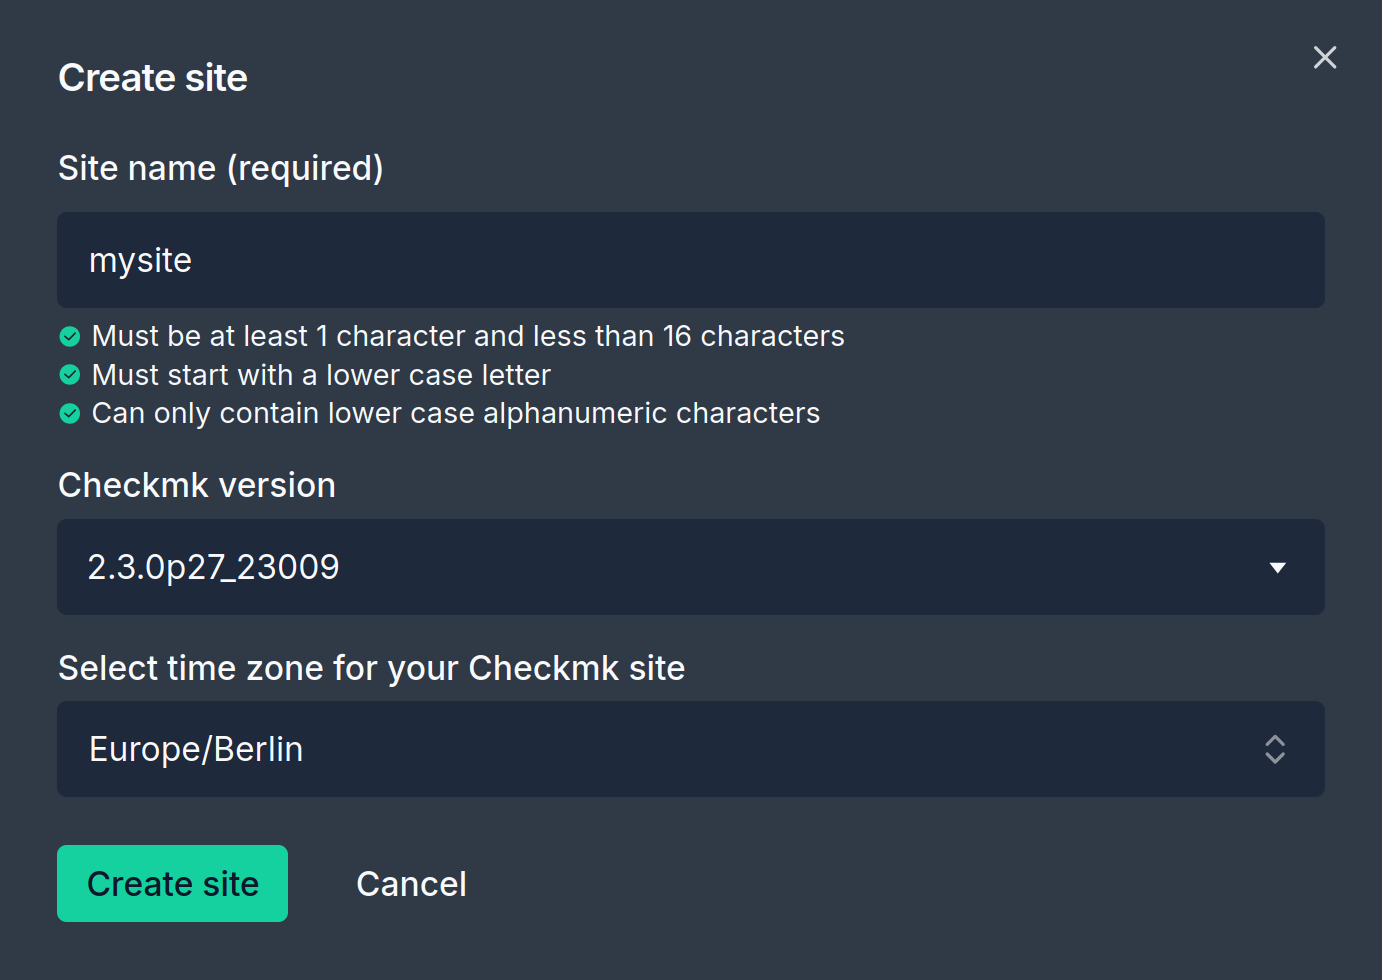 Create site
Site name (required)
mysite
Must be at least 1 character and less than 16 characters
Must start with a lower case letter
Can only contain lower case alphanumeric characters
Checkmk version
2.3.0p27_23009
Select time zone for your Checkmk site
Europe/Berlin
Create site Cancel